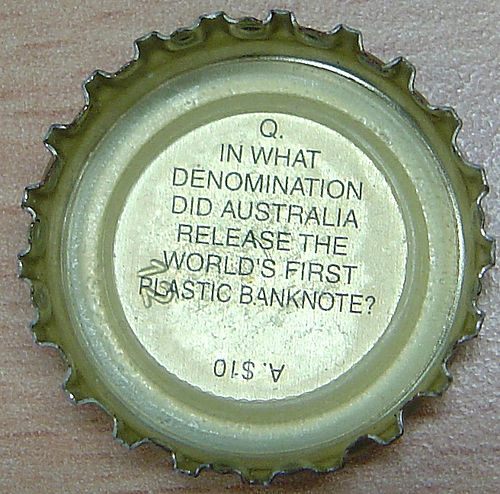 Q.
IN WHAT
DENOMINATION
DID AUSTRALIA
RELEASE THE
WORLD'S FIRST
PLASTIC BANKNOTE?
A.$10